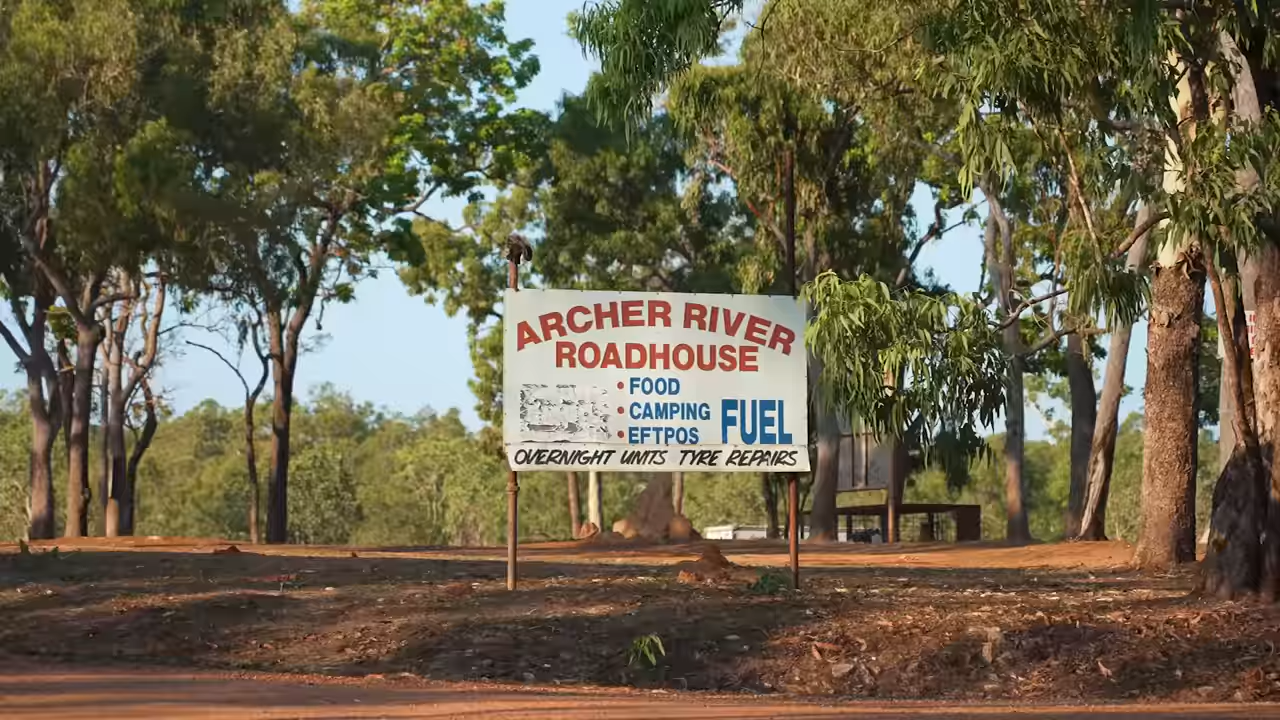 ARCHER RIVER
ROADHOUSE
• FOOD
• CAMPING
• EFTPOS
FUEL
OVERNIGHT UNITS TYRE REPAIRS